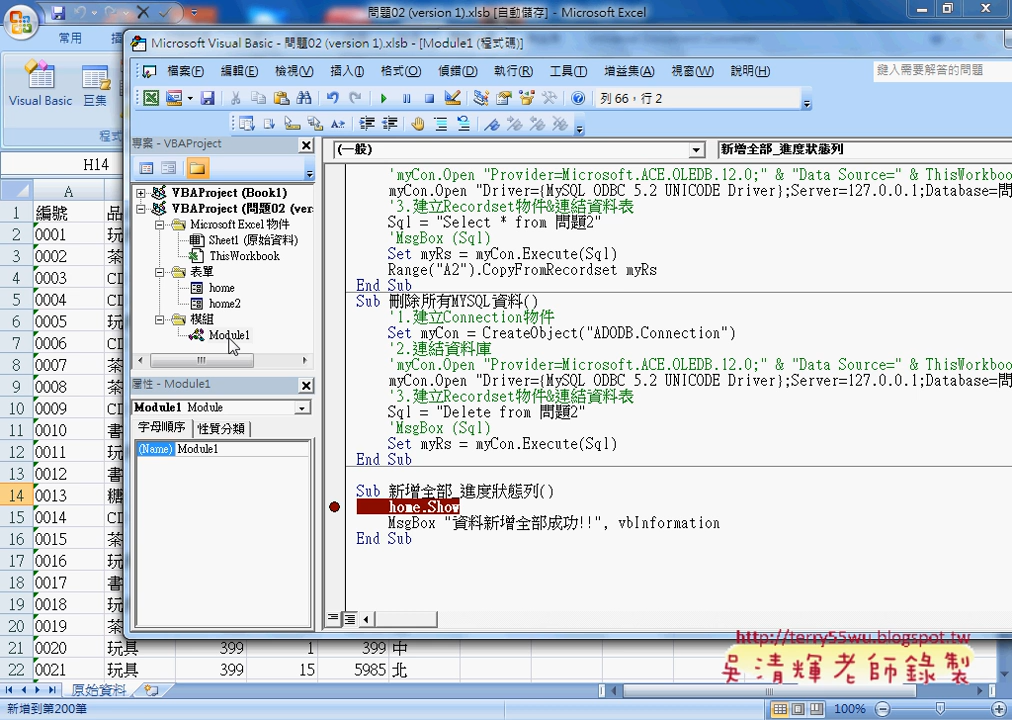 問題02 (version 1).xlsb [自動儲存] - Microsoft Excel
常用
Visual Basic
巨集
H14
A
1 編號
2 0001 玩
3 0002 茶
4 0003 CD
5 0004 CD
6 0005 玩
7 0006 CD
8 0007 茶
9 0008 CD
10 0009 CD
11 0010 書
12 0011 玩
13 0012 書
14 0013 糖
15 0014 CD
16 0015 茶
17 0016 玩
18 0017 書
19 0018 玩
20 0019 茶
21 0020 玩具 399 1 399 中
22 0021 玩具 399 15 5985 北
原始資料
新增到第200筆
100%
Microsoft Visual Basic - 問題02 (version 1).xlsb - [Module1 (程式碼)]
檔案(F) 編輯(E) 檢視(V) 插入(I) 格式(O) 偵錯(D) 執行(R) 工具(T) 增益集(A) 視窗(W) 說明(H)
鍵入需要解答的問題
列 66，行 2
專案 - VBAProject
VBAProject (Book1)
VBAProject (問題02 (ver
Microsoft Excel 物件
Sheet1 (原始資料)
ThisWorkbook
表單
home
home2
模組
Module1
屬性 - Module1
Module1 Module
字母順序 性質分類
(Name) Module1
(一般)
新增全部_進度狀態列
'myCon.Open "Provider=Microsoft.ACE.OLEDB.12.0;" & "Data Source=" & ThisWorkboo
myCon.Open "Driver={MySQL ODBC 5.2 UNICODE Driver};Server=127.0.0.1;Database=問
'3.建立Recordset物件&連結資料表
Sql = "Select * from 問題2"
'MsgBox (Sql)
Set myRs = myCon.Execute(Sql)
Range("A2").CopyFromRecordset myRs
End Sub
Sub 刪除所有MYSQL資料()
'1.建立Connection物件
Set myCon = CreateObject("ADODB.Connection")
'2.連結資料庫
'myCon.Open "Provider=Microsoft.ACE.OLEDB.12.0;" & "Data Source=" & ThisWorkboo
myCon.Open "Driver={MySQL ODBC 5.2 UNICODE Driver};Server=127.0.0.1;Database=問
'3.建立Recordset物件&連結資料表
Sql = "Delete from 問題2"
'MsgBox (Sql)
Set myRs = myCon.Execute(Sql)
End Sub
Sub 新增全部_進度狀態列()
home.Show
MsgBox "資料新增全部成功!!", vbInformation
End Sub
http://terry55wu.blogspot.tw
吳清輝老師錄製